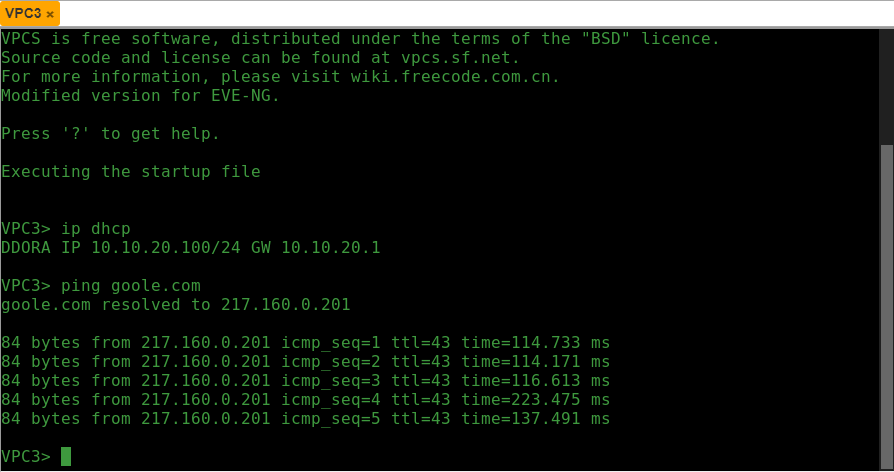 VPC3 ×
VPCS is free software, distributed under the terms of the "BSD" licence.
Source code and license can be found at vpcs.sf.net.
For more information, please visit wiki.freecode.com.cn.
Modified version for EVE-NG.
Press '?' to get help.
Executing the startup file
VPC3> ip dhcp
DDORA IP 10.10.20.100/24 GW 10.10.20.1
VPC3> ping goole.com
goole.com resolved to 217.160.0.201
84 bytes from 217.160.0.201 icmp_seq=1 ttl=43 time=114.733 ms
84 bytes from 217.160.0.201 icmp_seq=2 ttl=43 time=114.171 ms
84 bytes from 217.160.0.201 icmp_seq=3 ttl=43 time=116.613 ms
84 bytes from 217.160.0.201 icmp_seq=4 ttl=43 time=223.475 ms
84 bytes from 217.160.0.201 icmp_seq=5 ttl=43 time=137.491 ms
VPC3>